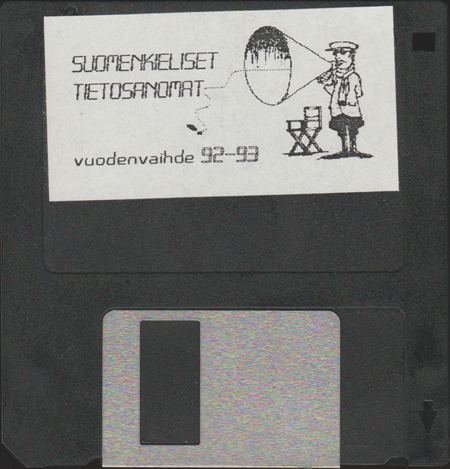 SUOMENKIELISET
TIETOSANOMAT
vuodenvaihde 92-93